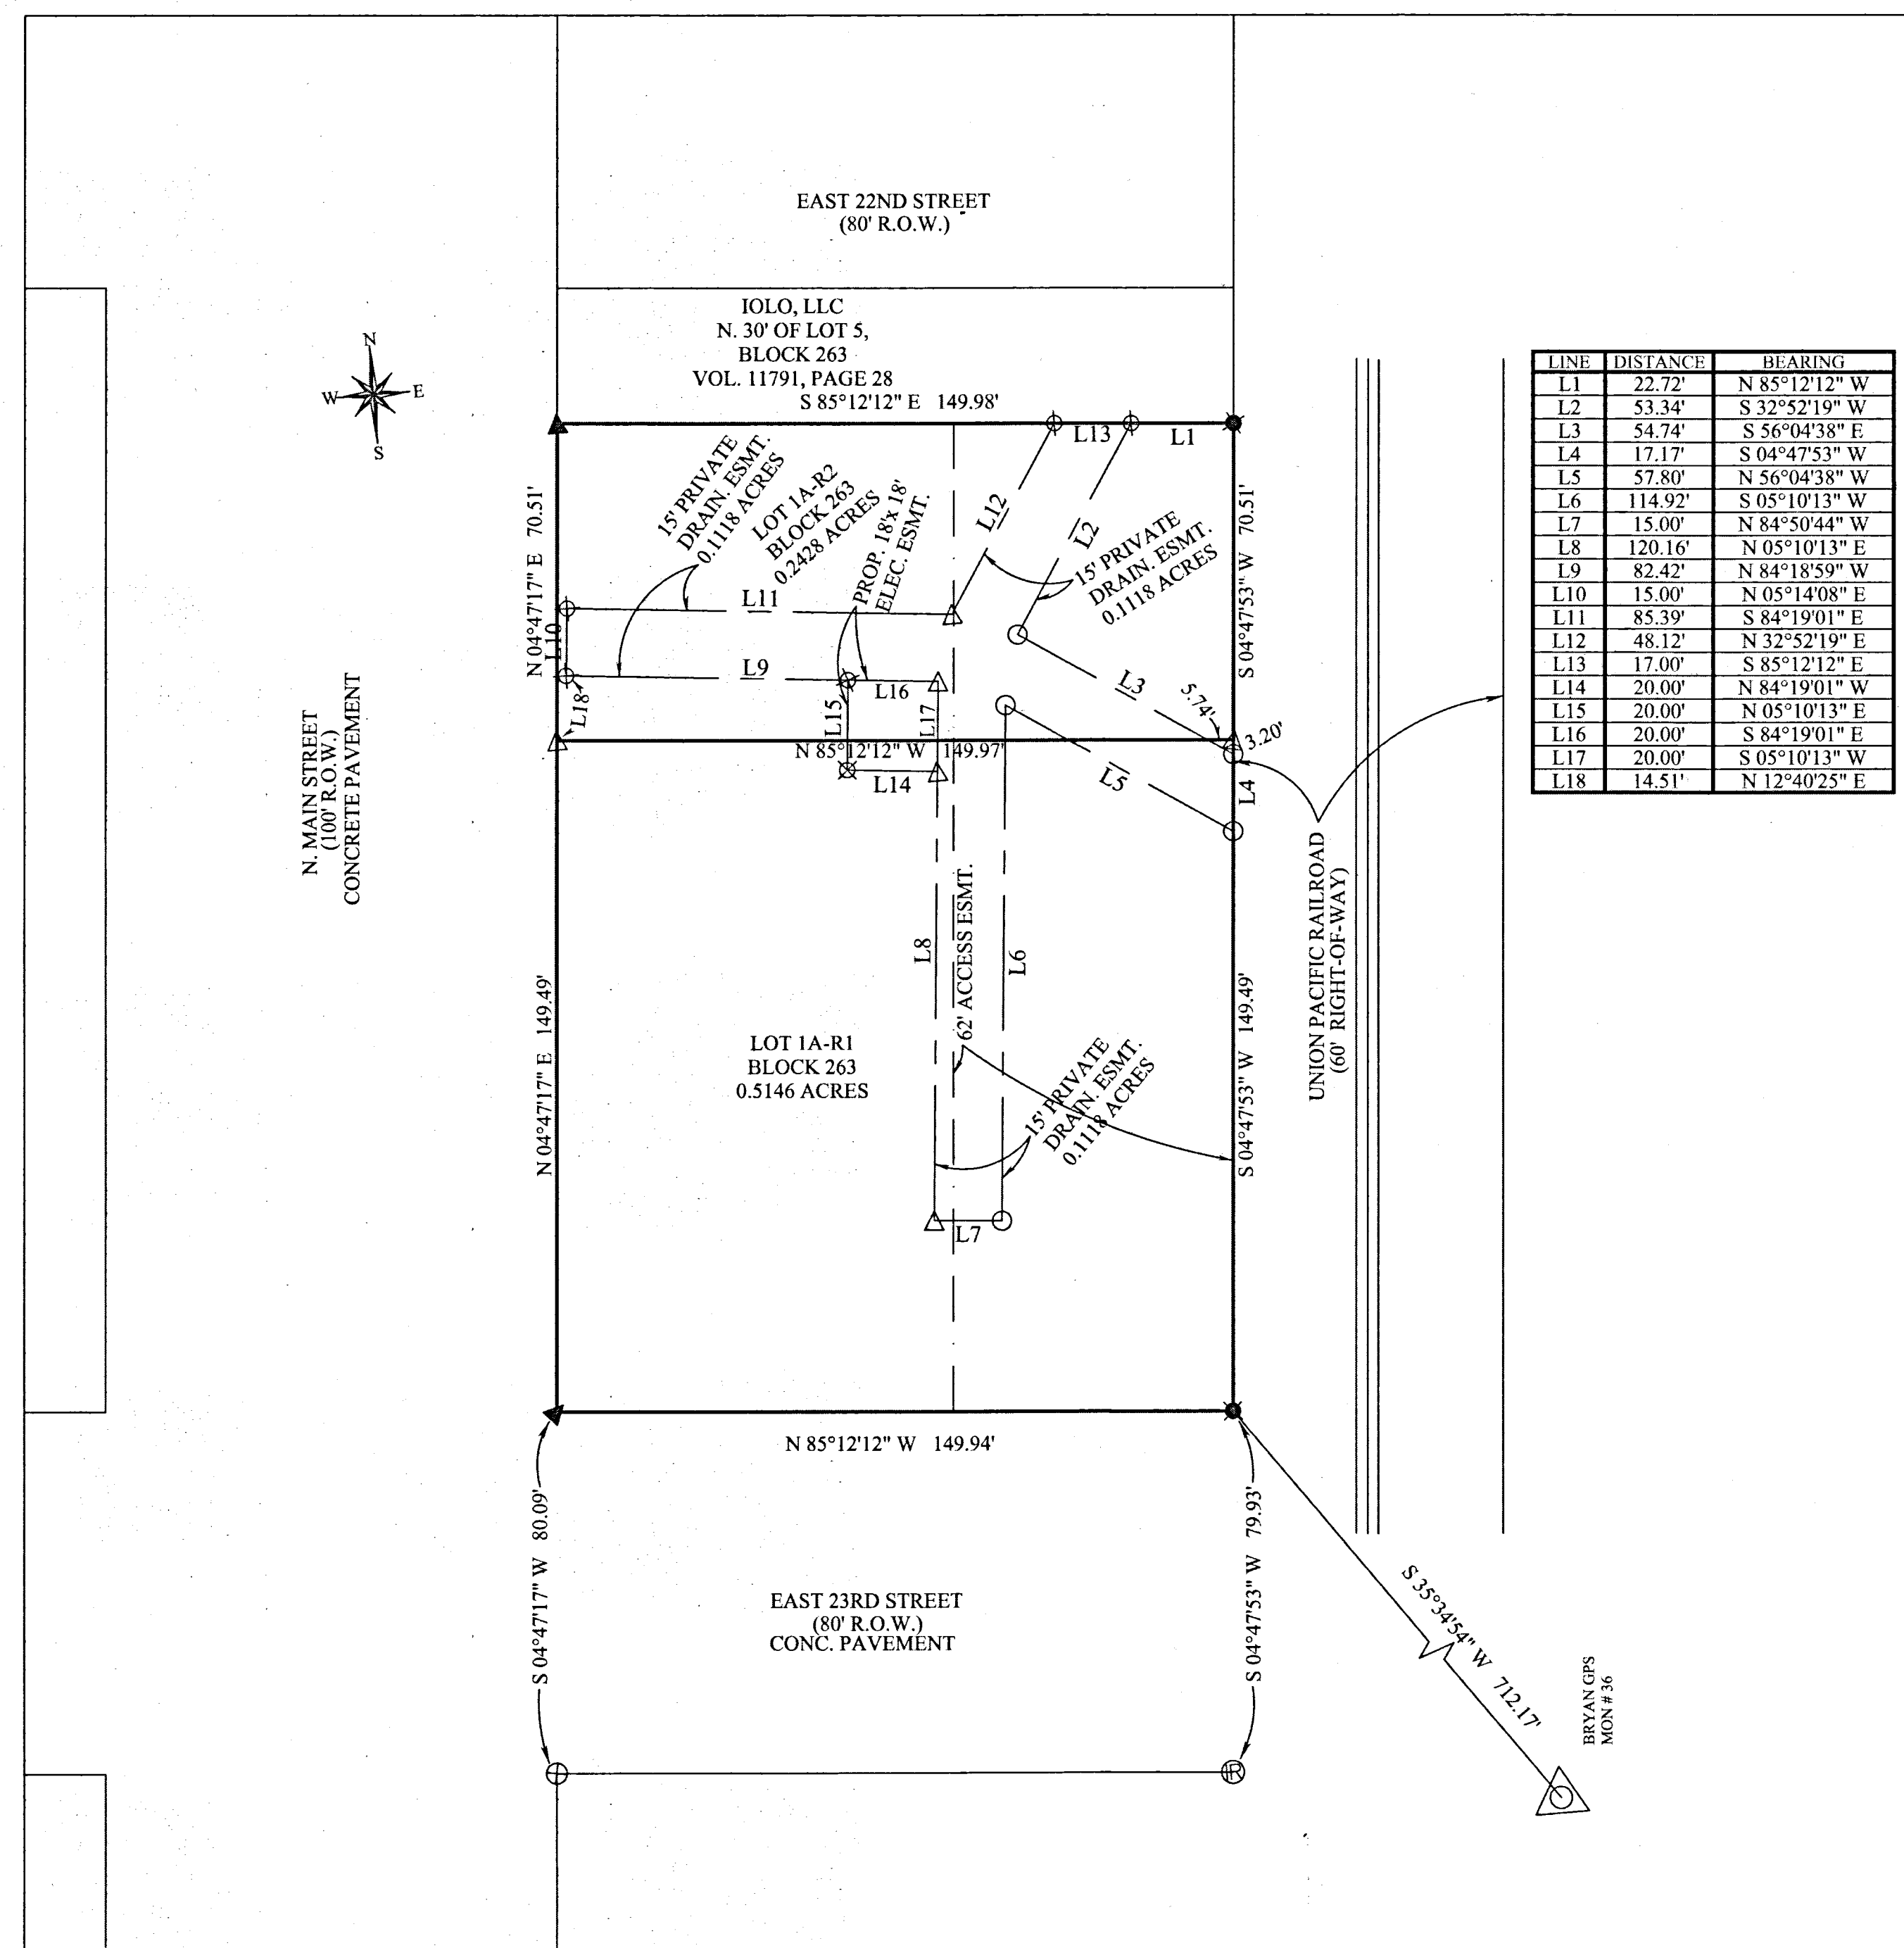 EAST 22ND STREET
(80' R.O.W.)
IOLO, LLC
N. 30' OF LOT 5,
BLOCK 263
VOL. 11791, PAGE 28
S 85°12'12" E 149.98'
N
W
E
S
L13
L1
15' PRIVATE
DRAIN. ESMT.
0.1118 ACRES
LOT 1A-R2
BLOCK 263
0.2428 ACRES
PROP. 18'x 18'
ELEC. ESMT.
L12
L2
15' PRIVATE
DRAIN. ESMT.
0.1118 ACRES
N 04°47'17" E 70.51'
S 04°47'53" W 70.51'
L11
L10
L9
L16
L3
L18
L15
L17
5.74'
3.20'
N 85°12'12" W 149.97'
L14
L5
L4
N. MAIN STREET
(100' R.O.W.)
CONCRETE PAVEMENT
UNION PACIFIC RAILROAD
(60' RIGHT-OF-WAY)
L8
62' ACCESS ESMT.
L6
N 04°47'17" E 149.49'
S 04°47'53" W 149.49'
LOT 1A-R1
BLOCK 263
0.5146 ACRES
15' PRIVATE
DRAIN. ESMT.
0.1118 ACRES
L7
N 85°12'12" W 149.94'
S 04°47'17" W 80.09'
S 04°47'53" W 79.93'
EAST 23RD STREET
(80' R.O.W.)
CONC. PAVEMENT
S 35°34'54" W 712.17'
BRYAN GPS
MON # 36
IR
LINE DISTANCE BEARING
L1 22.72' N 85°12'12" W
L2 53.34' S 32°52'19" W
L3 54.74' S 56°04'38" E
L4 17.17' S 04°47'53" W
L5 57.80' N 56°04'38" W
L6 114.92' S 05°10'13" W
L7 15.00' N 84°50'44" W
L8 120.16' N 05°10'13" E
L9 82.42' N 84°18'59" W
L10 15.00' N 05°14'08" E
L11 85.39' S 84°19'01" E
L12 48.12' N 32°52'19" E
L13 17.00' S 85°12'12" E
L14 20.00' N 84°19'01" W
L15 20.00' N 05°10'13" E
L16 20.00' S 84°19'01" E
L17 20.00' S 05°10'13" W
L18 14.51' N 12°40'25" E